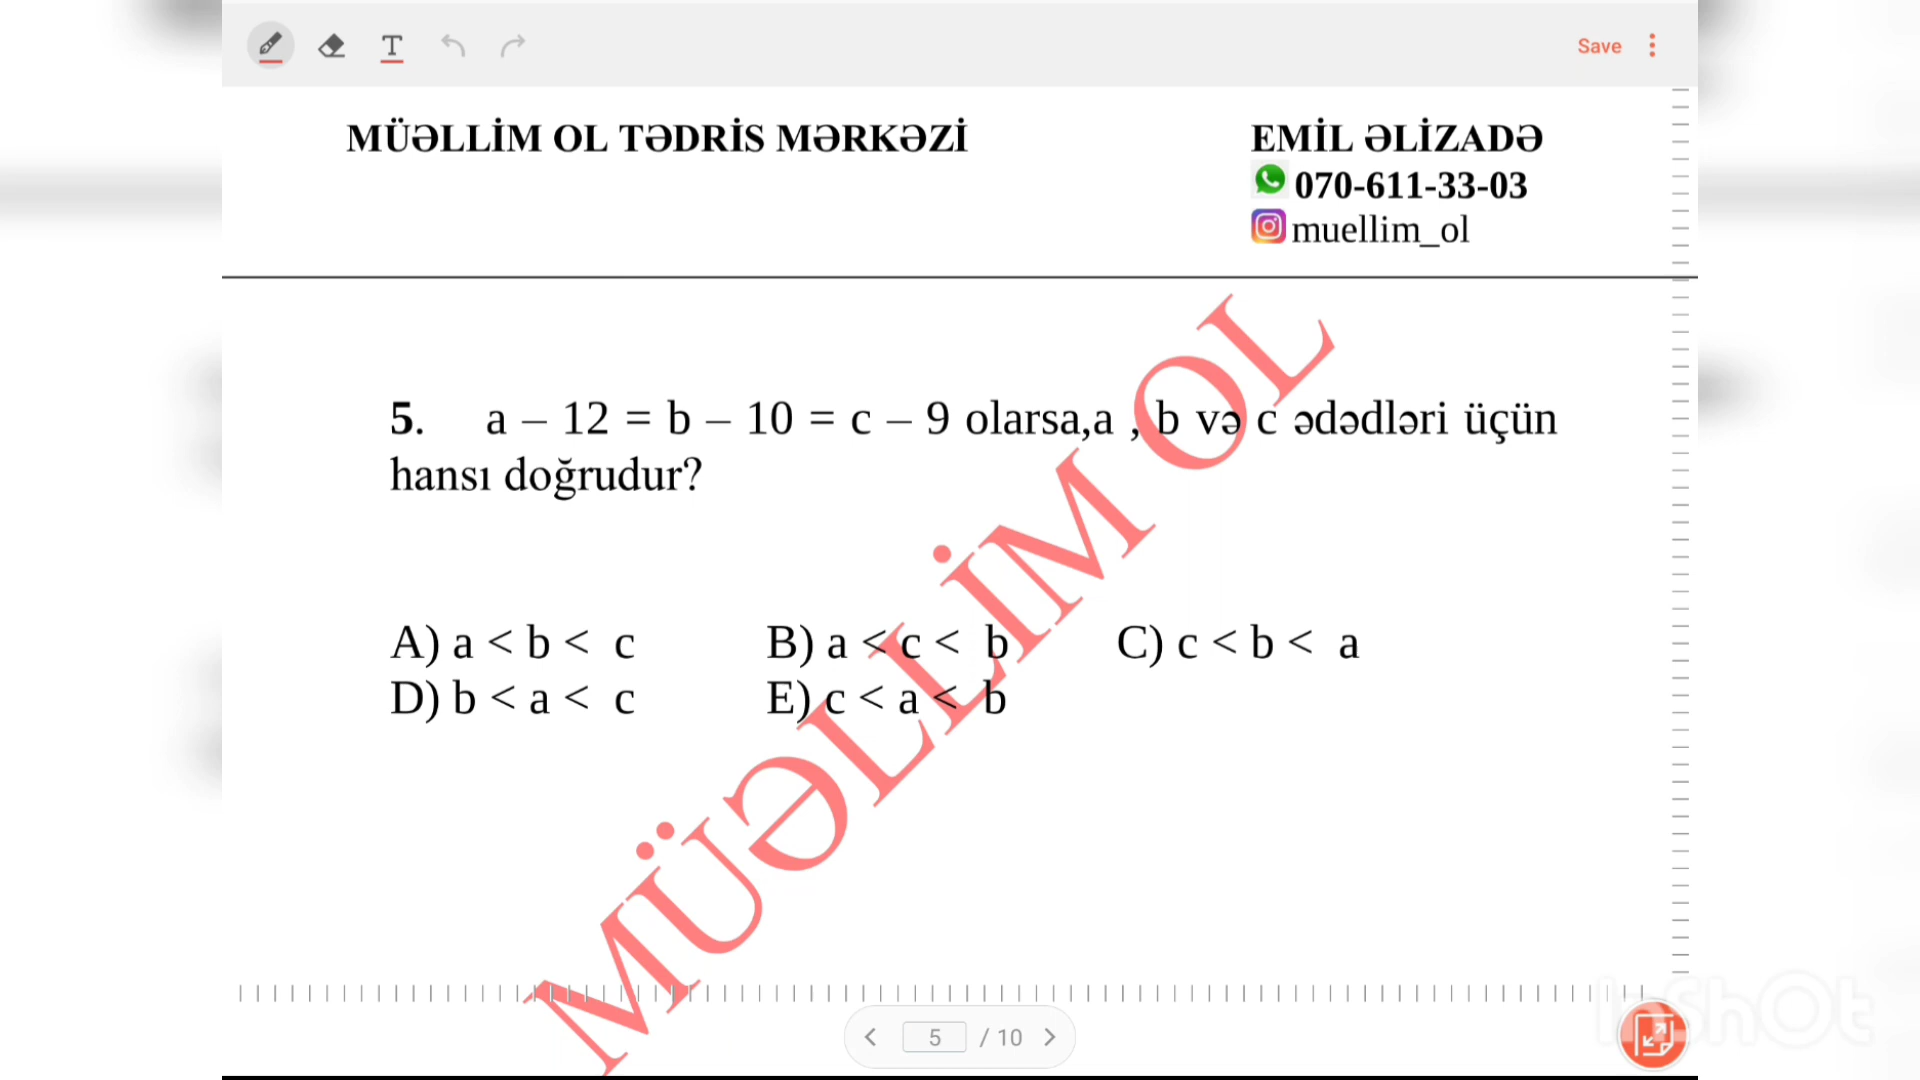 T
Save
MÜƏLLİM OL TƏDRİS MƏRKƏZİ
EMİL ƏLİZADƏ
070-611-33-03
muellim_ol
5. a – 12 = b – 10 = c – 9 olarsa,a , b və c ədədləri üçün
hansı doğrudur?
A) a < b < c B) a < c < b C) c < b < a
D) b < a < c E) c < a < b
MÜƏLLİM OL
5 / 10
InShOt